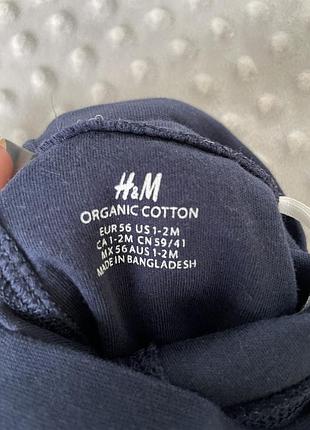 H&M
ORGANIC COTTON
EUR 56 US 1-2M
CA 1-2M CN 59/41
MX 56 AUS 1-2M
MADE IN BANGLADESH